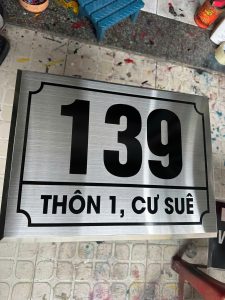 139
THÔN 1, CƯ SUÊ